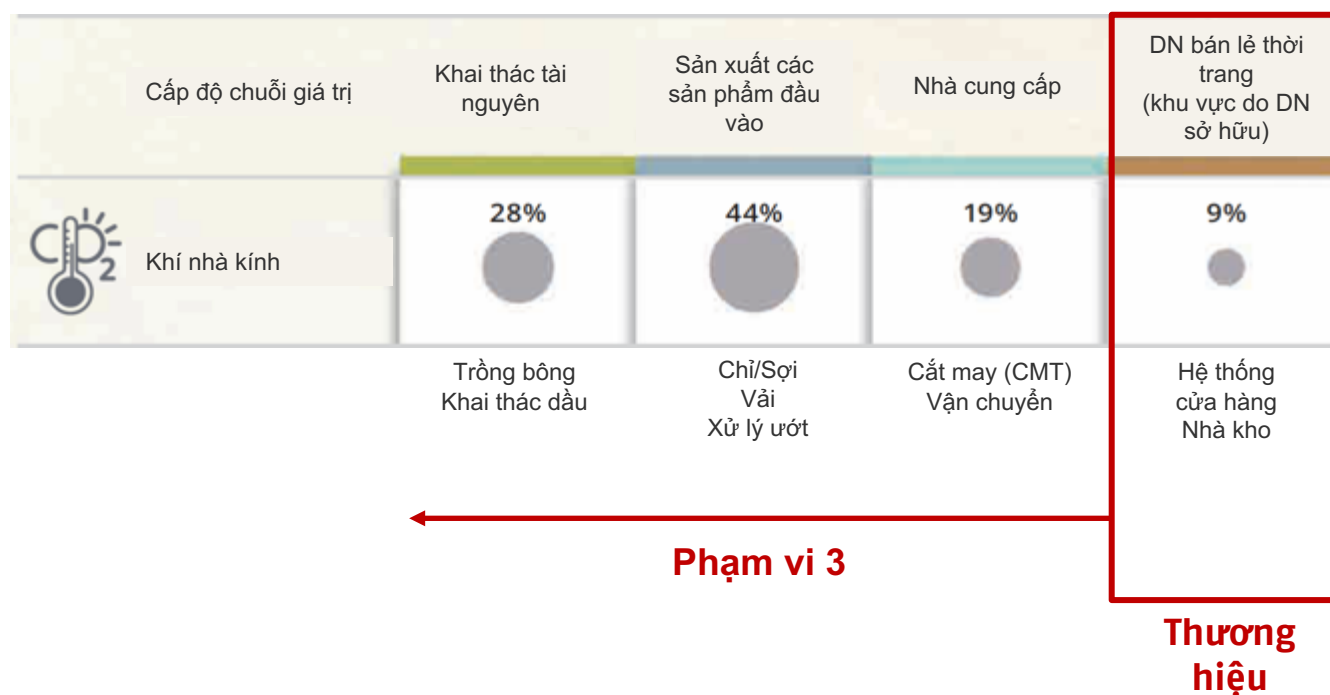 Cấp độ chuỗi giá trị
Khai thác tài
nguyên
Sản xuất các
sản phẩm đầu
vào
Nhà cung cấp
DN bán lẻ thời
trang
(khu vực do DN
sở hữu)
2
Khí nhà kính
28%
44%
19%
9%
Trồng bông
Khai thác dầu
Chỉ/Sợi
Vải
Xử lý ướt
Cắt may (CMT)
Vận chuyển
Hệ thống
cửa hàng
Nhà kho
Phạm vi 3
Thương
hiệu